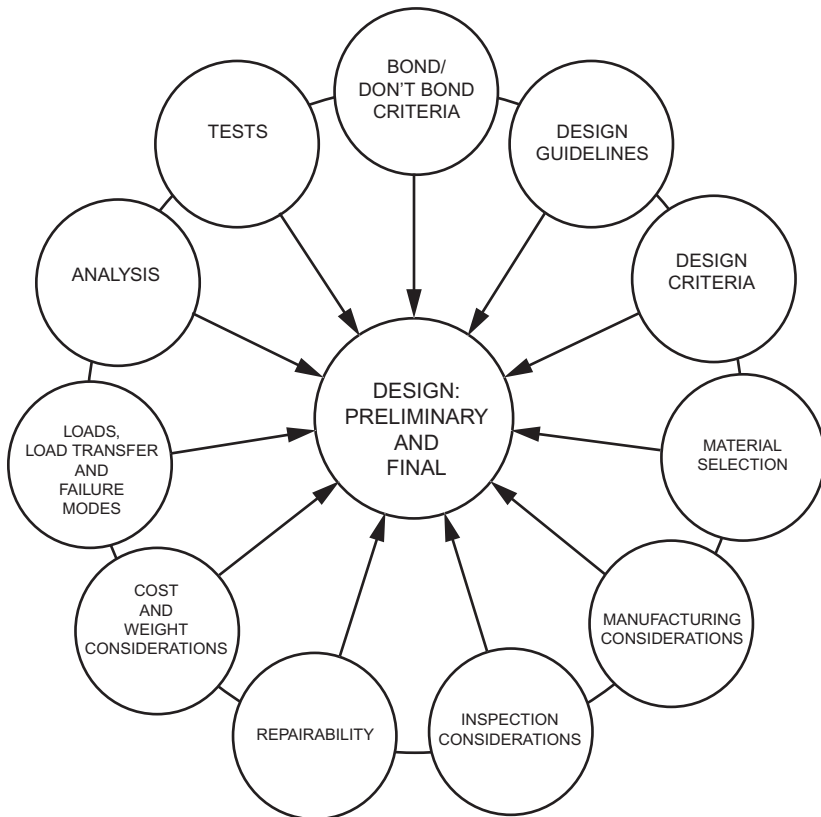 BOND/
DON'T BOND
CRITERIA
DESIGN
GUIDELINES
DESIGN
CRITERIA
MATERIAL
SELECTION
MANUFACTURING
CONSIDERATIONS
INSPECTION
CONSIDERATIONS
REPAIRABILITY
COST
AND
WEIGHT
CONSIDERATIONS
LOADS,
LOAD TRANSFER
AND
FAILURE
MODES
ANALYSIS
TESTS
DESIGN:
PRELIMINARY
AND
FINAL